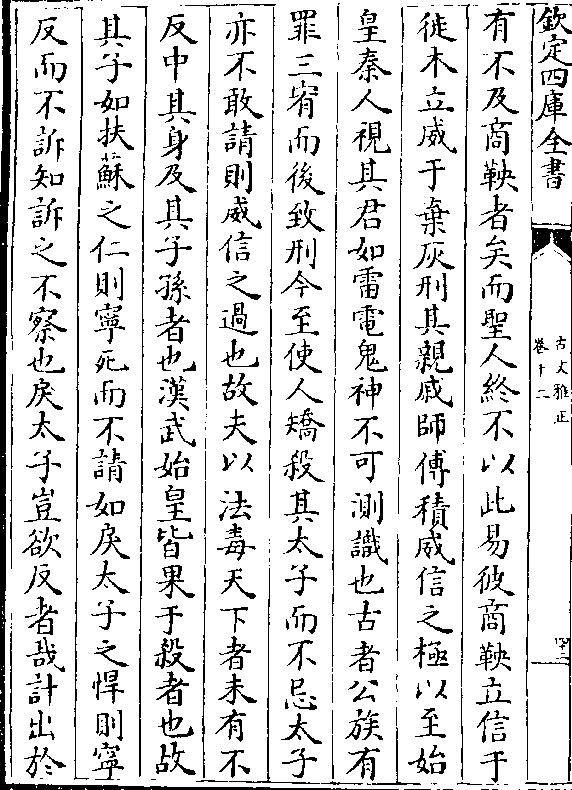 欽定四庫全書
古文雅正
卷十二
有不及商鞅者矣而聖人終不以此易彼商鞅立信于
徙木立威于棄灰刑其親戚師傅積威信之極以至始
皇秦人視其君如雷電鬼神不可測識也古者公族有
罪三宥而後致刑今至使人矯殺其太子而不忌太子
亦不敢請則威信之過也故夫以法毒天下者未有不
反中其身及其子孫者也漢武始皇皆果于殺者也故
其子如扶蘇之仁則寧死而不請如戾太子之悍則寧
反而不訴知訴之不察也戾太子豈欲反者哉計出於